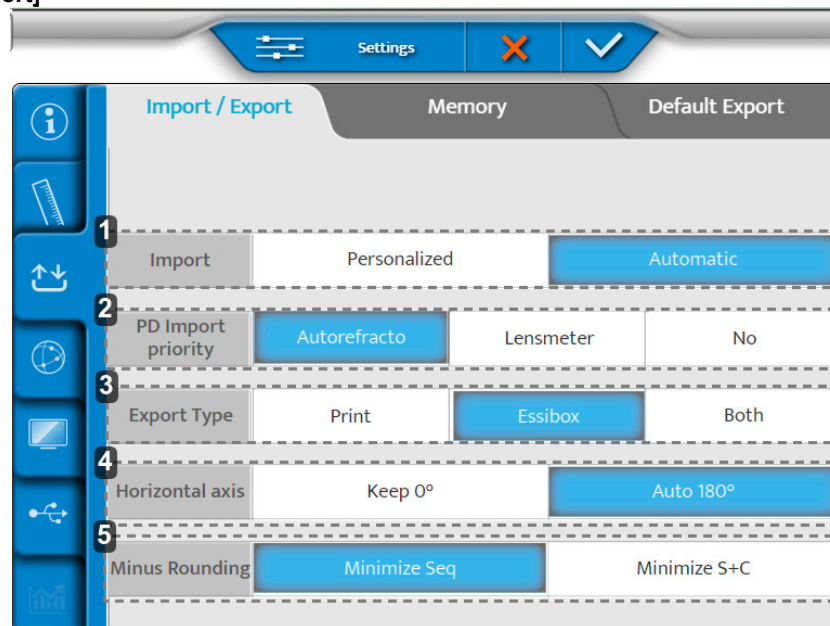 ort]
Settings
Import / Export Memory Default Export
1
Import Personalized Automatic
2
PD Import
priority Autorefracto Lensmeter No
3
Export Type Print Essibox Both
4
Horizontal axis Keep 0° Auto 180°
5
Minus Rounding Minimize Seq Minimize S+C